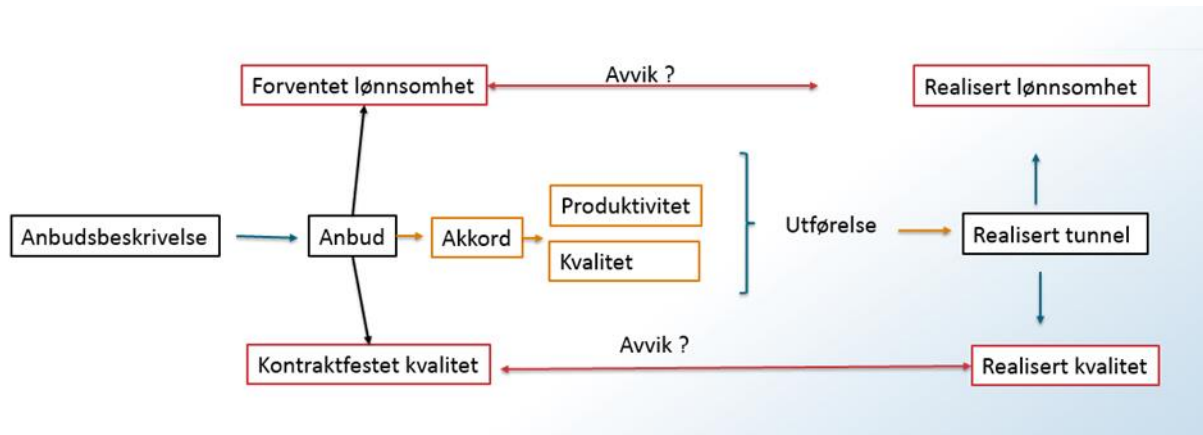 Forventet lønnsomhet
Avvik ?
Realisert lønnsomhet
Anbudsbeskrivelse
Anbud
Akkord
Produktivitet
Kvalitet
Utførelse
Realisert tunnel
Kontraktfestet kvalitet
Avvik ?
Realisert kvalitet